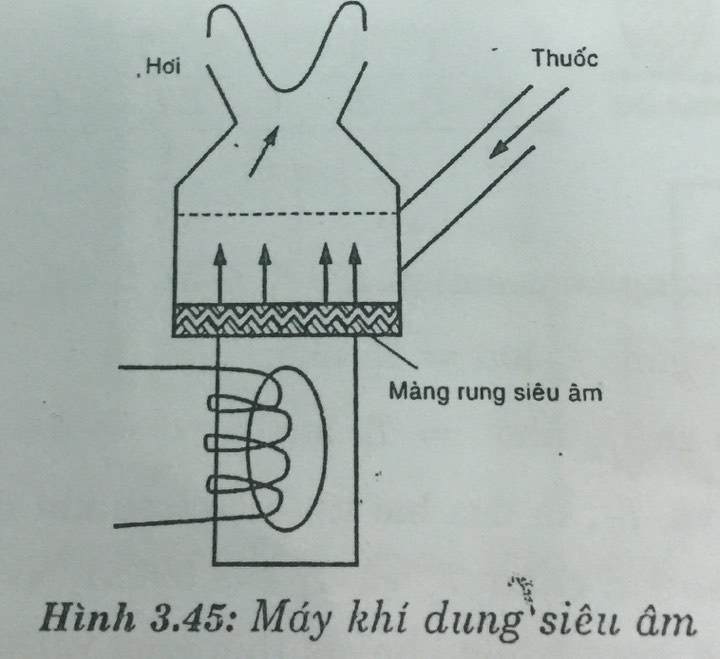 Hơi
Thuốc
Màng rung siêu âm
Hình 3.45: Máy khí dung siêu âm